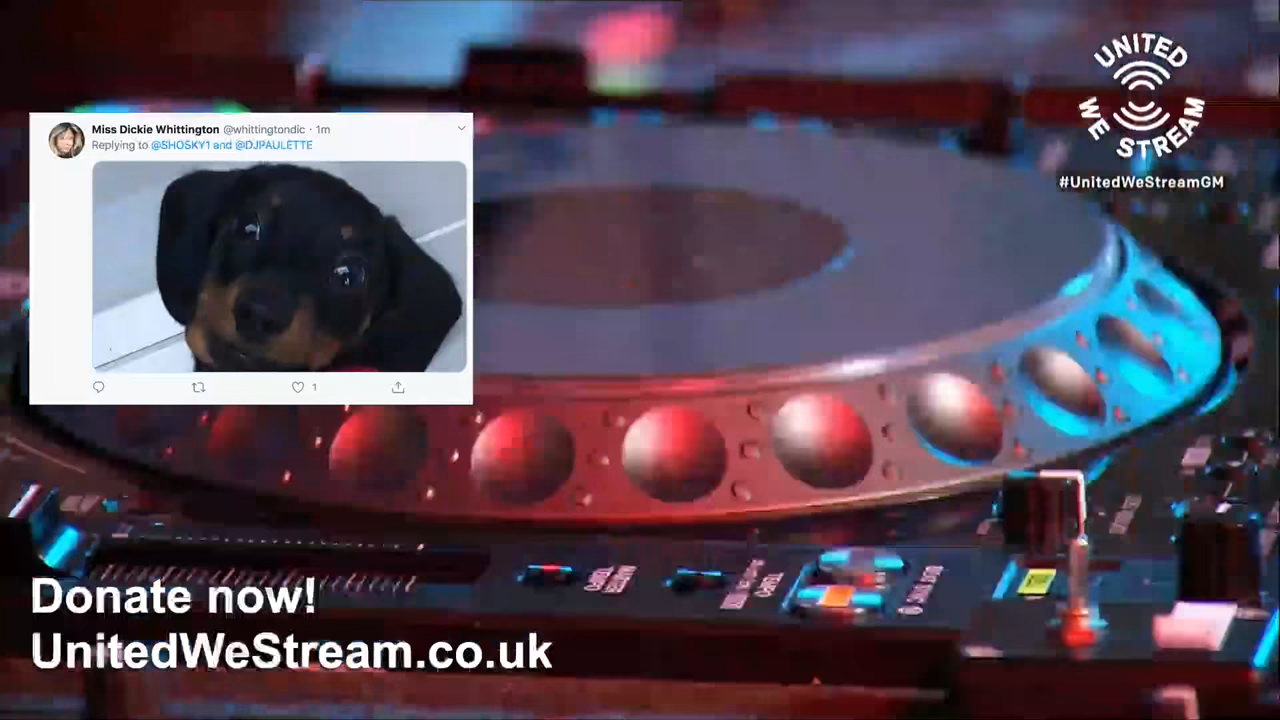 Miss Dickie Whittington @whittingtondic · 1m
Replying to @SHOSKY1 and @DJPAULETTE
1
UNITED
WE STREAM
#UnitedWeStreamGM
Donate now!
UnitedWeStream.co.uk